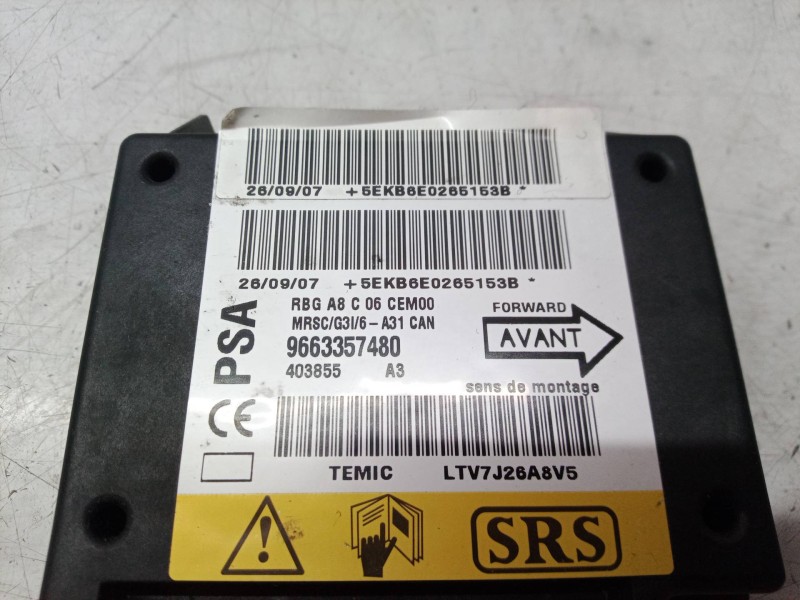 26/09/07 +5EKB6E0265153B *
26/09/07 +5EKB6E0265153B *
PSA
RBG A8 C 06 CEM00
MRSC/G3I/6-A31 CAN
9663357480
403855 A3
FORWARD
AVANT
sens de montage
CE
TEMIC LTV7J26A8V5
SRS